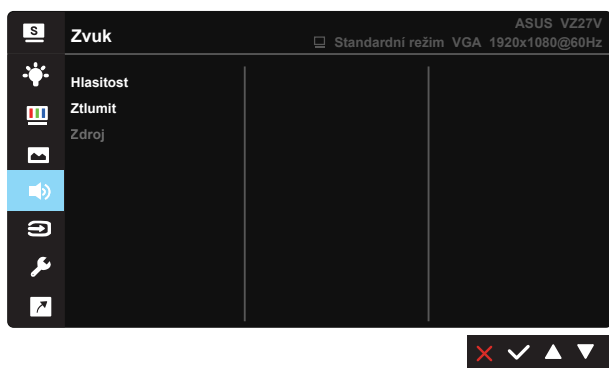 S
Zvuk
ASUS VZ27V
Standardní režim VGA 1920x1080@60Hz
Hlasitost
Ztlumit
Zdroj